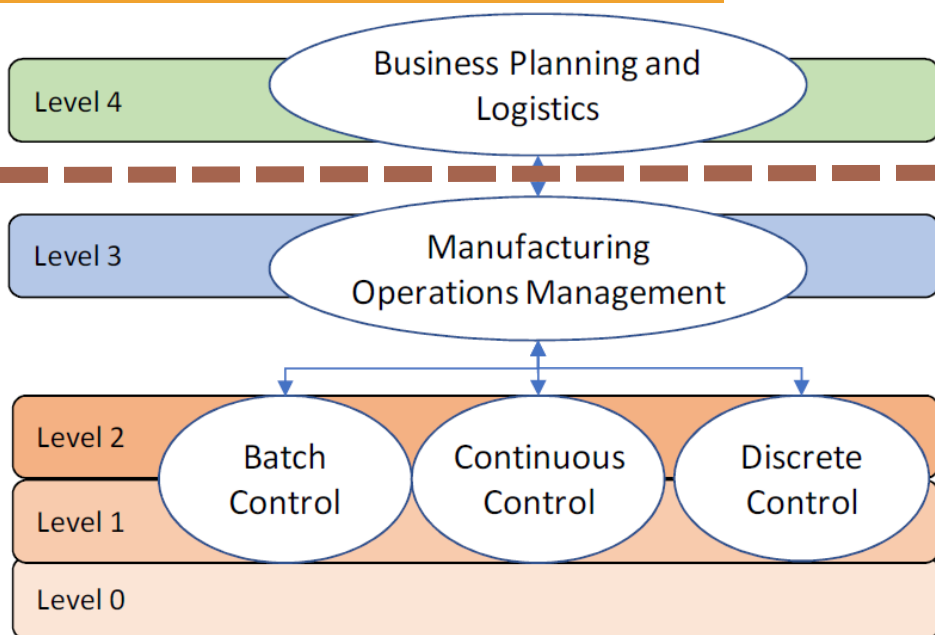 Level 4
Business Planning and
Logistics
Level 3
Manufacturing
Operations Management
Level 2
Batch
Control
Continuous
Control
Discrete
Control
Level 1
Level 0